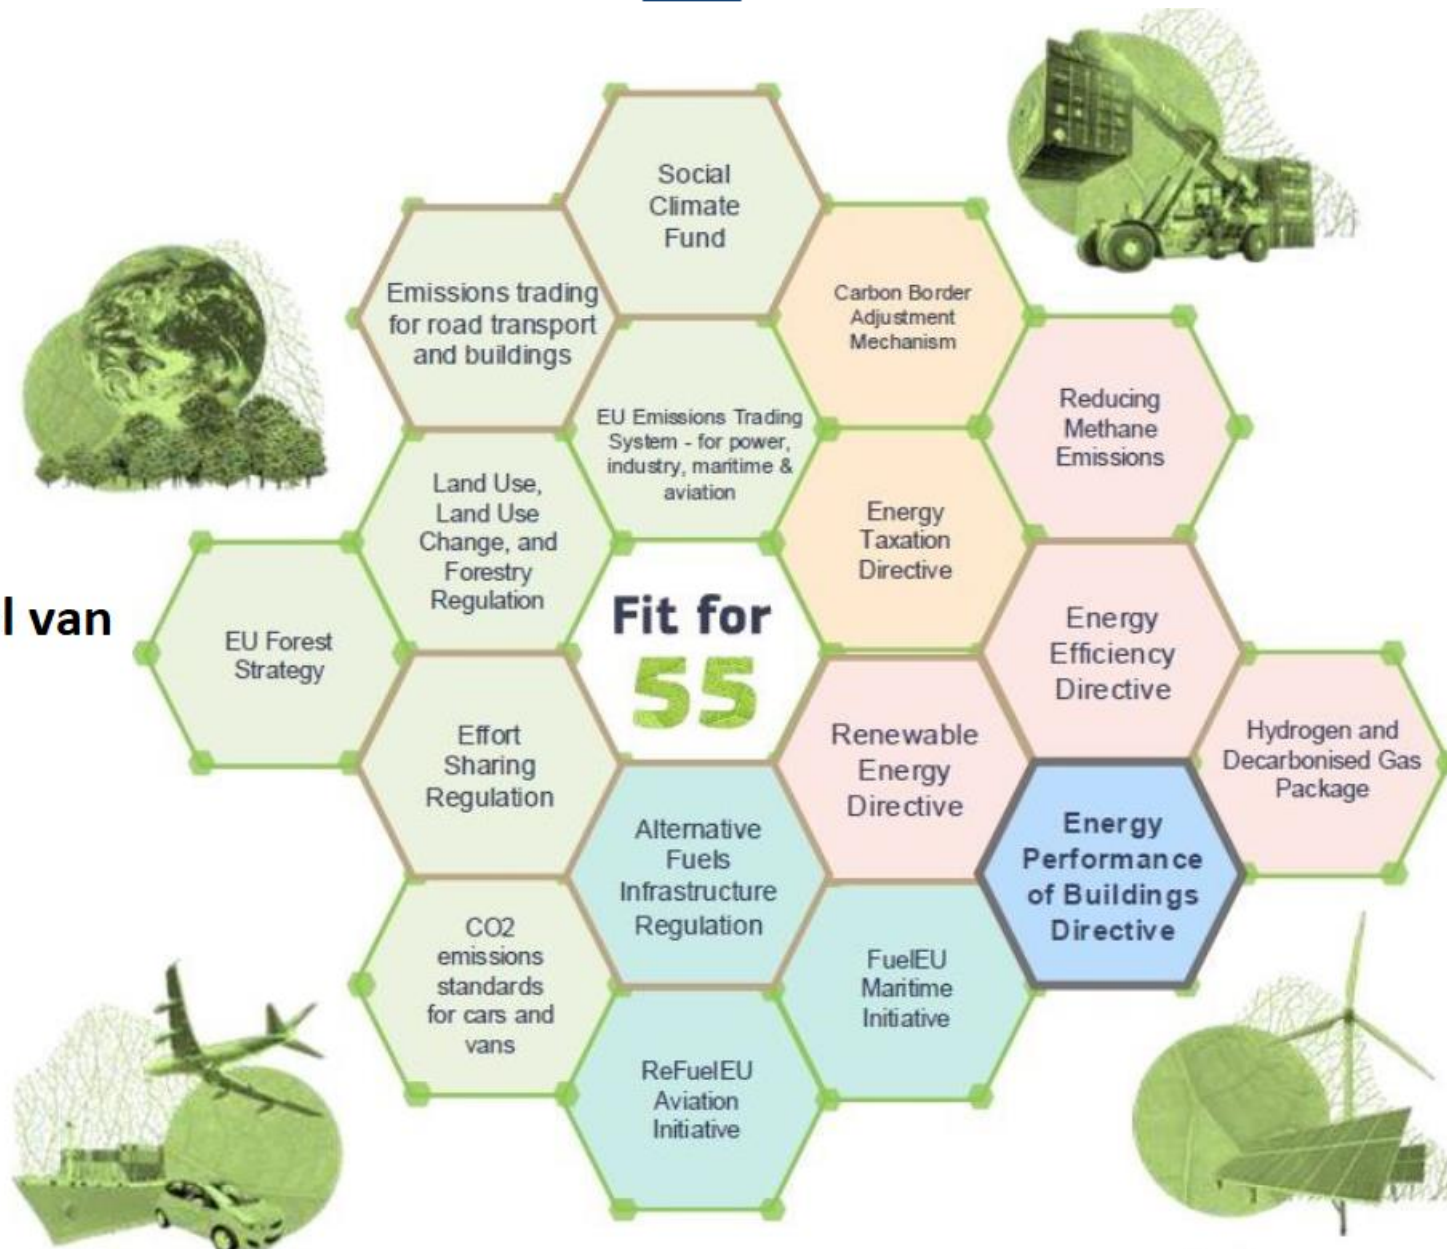 Social
Climate
Fund
Emissions trading
for road transport
and buildings
Carbon Border
Adjustment
Mechanism
Reducing
Methane
Emissions
EU Emissions Trading
System - for power,
industry, maritime &
aviation
Land Use,
Land Use
Change, and
Forestry
Regulation
Energy
Taxation
Directive
l van
EU Forest
Strategy
Fit for
55
Energy
Efficiency
Directive
Effort
Sharing
Regulation
Renewable
Energy
Directive
Hydrogen and
Decarbonised Gas
Package
Alternative
Fuels
Infrastructure
Regulation
Energy
Performance
of Buildings
Directive
CO2
emissions
standards
for cars and
vans
FuelEU
Maritime
Initiative
ReFuelEU
Aviation
Initiative